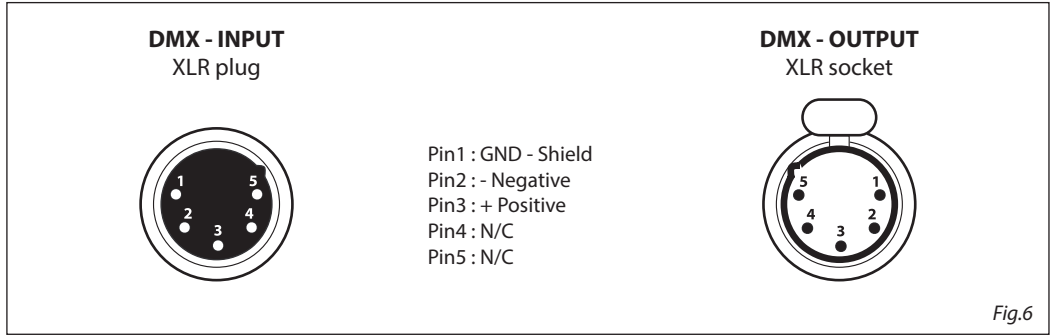 DMX - INPUT
XLR plug
1
5
2
4
3
Pin1 : GND - Shield
Pin2 : - Negative
Pin3 : + Positive
Pin4 : N/C
Pin5 : N/C
DMX - OUTPUT
XLR socket
5
1
4
2
3
Fig.6